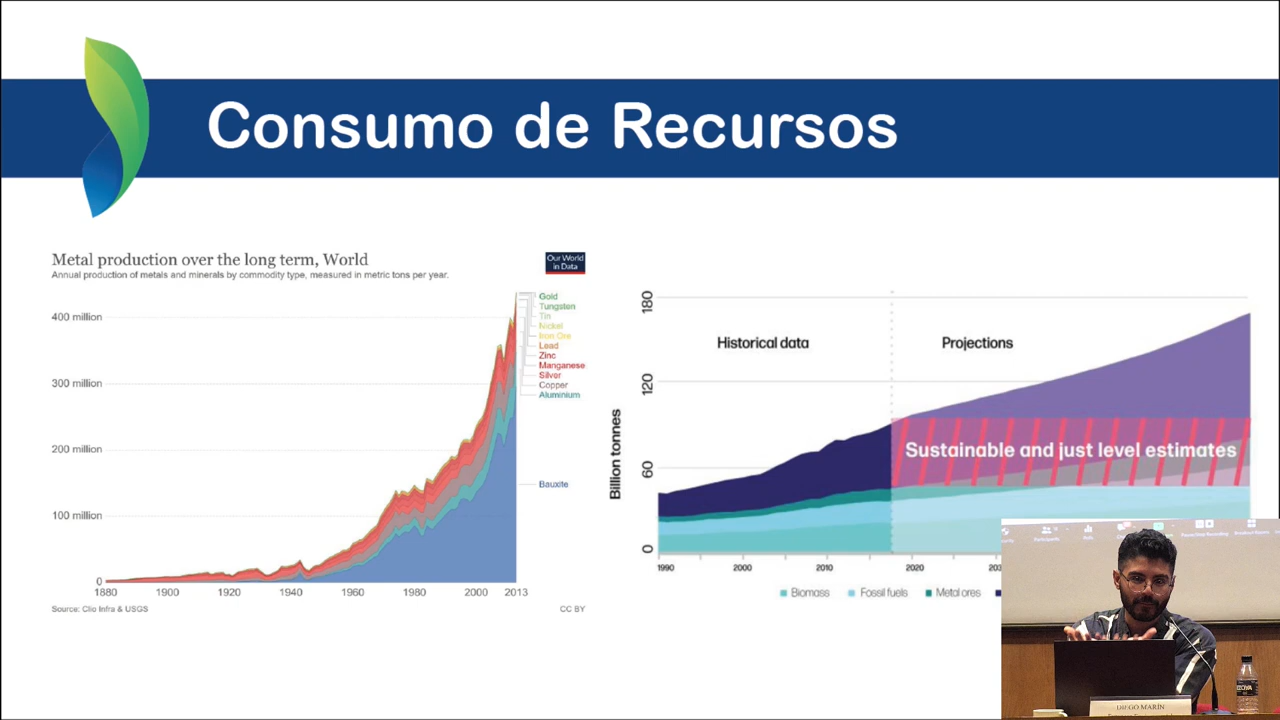 Consumo de Recursos
Metal production over the long term, World
Annual production of metals and minerals by commodity type, measured in metric tons per year.
Our World
in Data
400 million
300 million
200 million
100 million
0
1880
1900
1920
1940
1960
1980
2000
2013
Gold
Tungsten
Tin
Nickel
Iron Ore
Lead
Zinc
Manganese
Silver
Copper
Aluminium
Bauxite
Source: Clio Infra & USGS
CC BY
180
120
60
0
Billion tonnes
Historical data
Projections
Sustainable and just level estimates
1990
2000
2010
2020
Biomass
Fossil fuels
Metal ores
Participants
DIEGO MARÍN